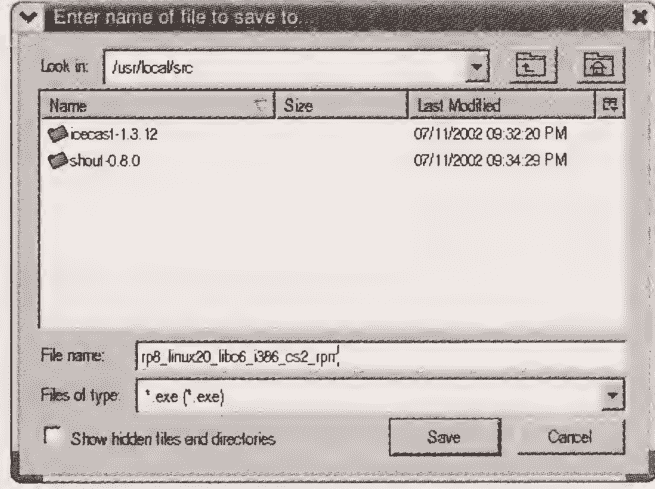 Enter name of file to save to...
Look in: /usr/local/src
Name Size Last Modified
icecast-1.3.12 07/11/2002 09:32:20 PM
shout-0.8.0 07/11/2002 09:34:29 PM
File name: rp8_linux20_libc6_i386_cs2_rpm
Files of type: *.exe (*.exe)
Show hidden files and directories
Save Cancel